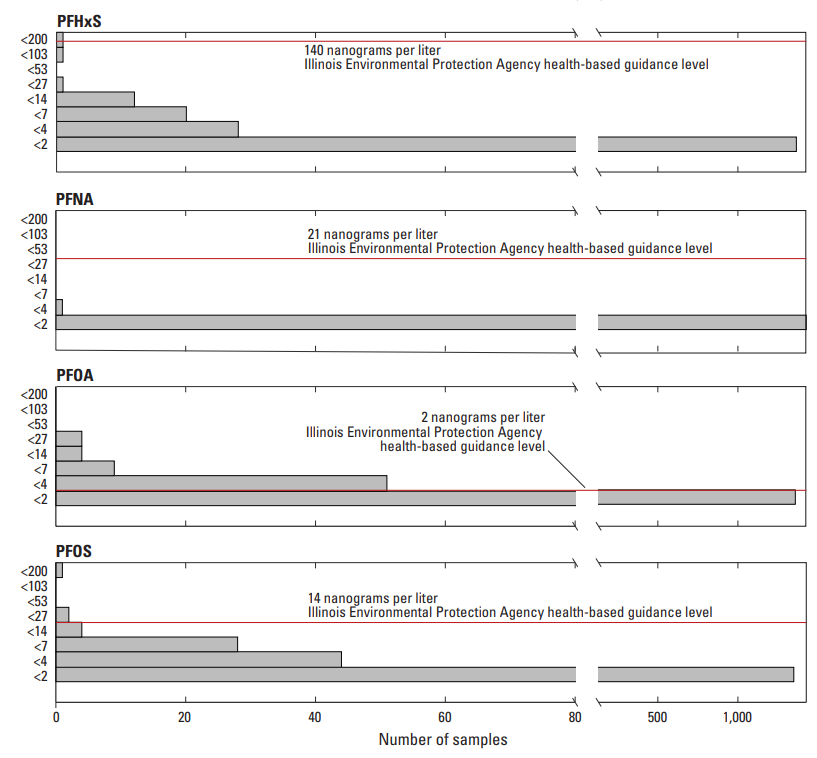 PFHxS
<200
<103
<53
<27
<14
<7
<4
<2
140 nanograms per liter
Illinois Environmental Protection Agency health-based guidance level
PFNA
<200
<103
<53
<27
<14
<7
<4
<2
21 nanograms per liter
Illinois Environmental Protection Agency health-based guidance level
PFOA
<200
<103
<53
<27
<14
<7
<4
<2
2 nanograms per liter
Illinois Environmental Protection Agency
health-based guidance level
PFOS
<200
<103
<53
<27
<14
<7
<4
<2
14 nanograms per liter
Illinois Environmental Protection Agency health-based guidance level
0 20 40 60 80 500 1,000
Number of samples